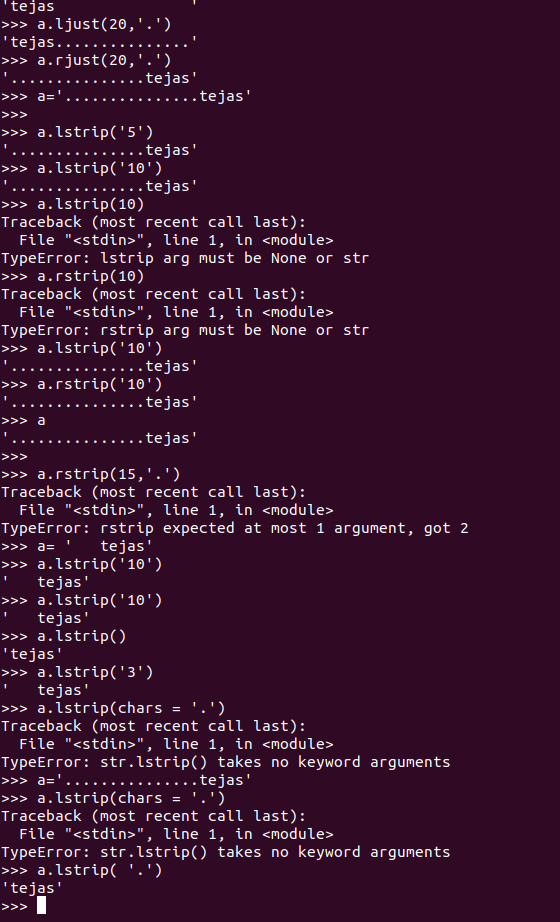 'tejas               '
>>> a.ljust(20,'.')
'tejas...............'
>>> a.rjust(20,'.')
'...............tejas'
>>> a='...............tejas'
>>>
>>> a.lstrip('5')
'...............tejas'
>>> a.lstrip('10')
'...............tejas'
>>> a.lstrip(10)
Traceback (most recent call last):
  File "<stdin>", line 1, in <module>
TypeError: lstrip arg must be None or str
>>> a.rstrip(10)
Traceback (most recent call last):
  File "<stdin>", line 1, in <module>
TypeError: rstrip arg must be None or str
>>> a.lstrip('10')
'...............tejas'
>>> a.rstrip('10')
'...............tejas'
>>> a
'...............tejas'
>>>
>>> a.rstrip(15,'.')
Traceback (most recent call last):
  File "<stdin>", line 1, in <module>
TypeError: rstrip expected at most 1 argument, got 2
>>> a= '   tejas'
>>> a.lstrip('10')
'   tejas'
>>> a.lstrip('10')
'   tejas'
>>> a.lstrip()
'tejas'
>>> a.lstrip('3')
'   tejas'
>>> a.lstrip(chars = '.')
Traceback (most recent call last):
  File "<stdin>", line 1, in <module>
TypeError: str.lstrip() takes no keyword arguments
>>> a='...............tejas'
>>> a.lstrip(chars = '.')
Traceback (most recent call last):
  File "<stdin>", line 1, in <module>
TypeError: str.lstrip() takes no keyword arguments
>>> a.lstrip( '.')
'tejas'
>>>